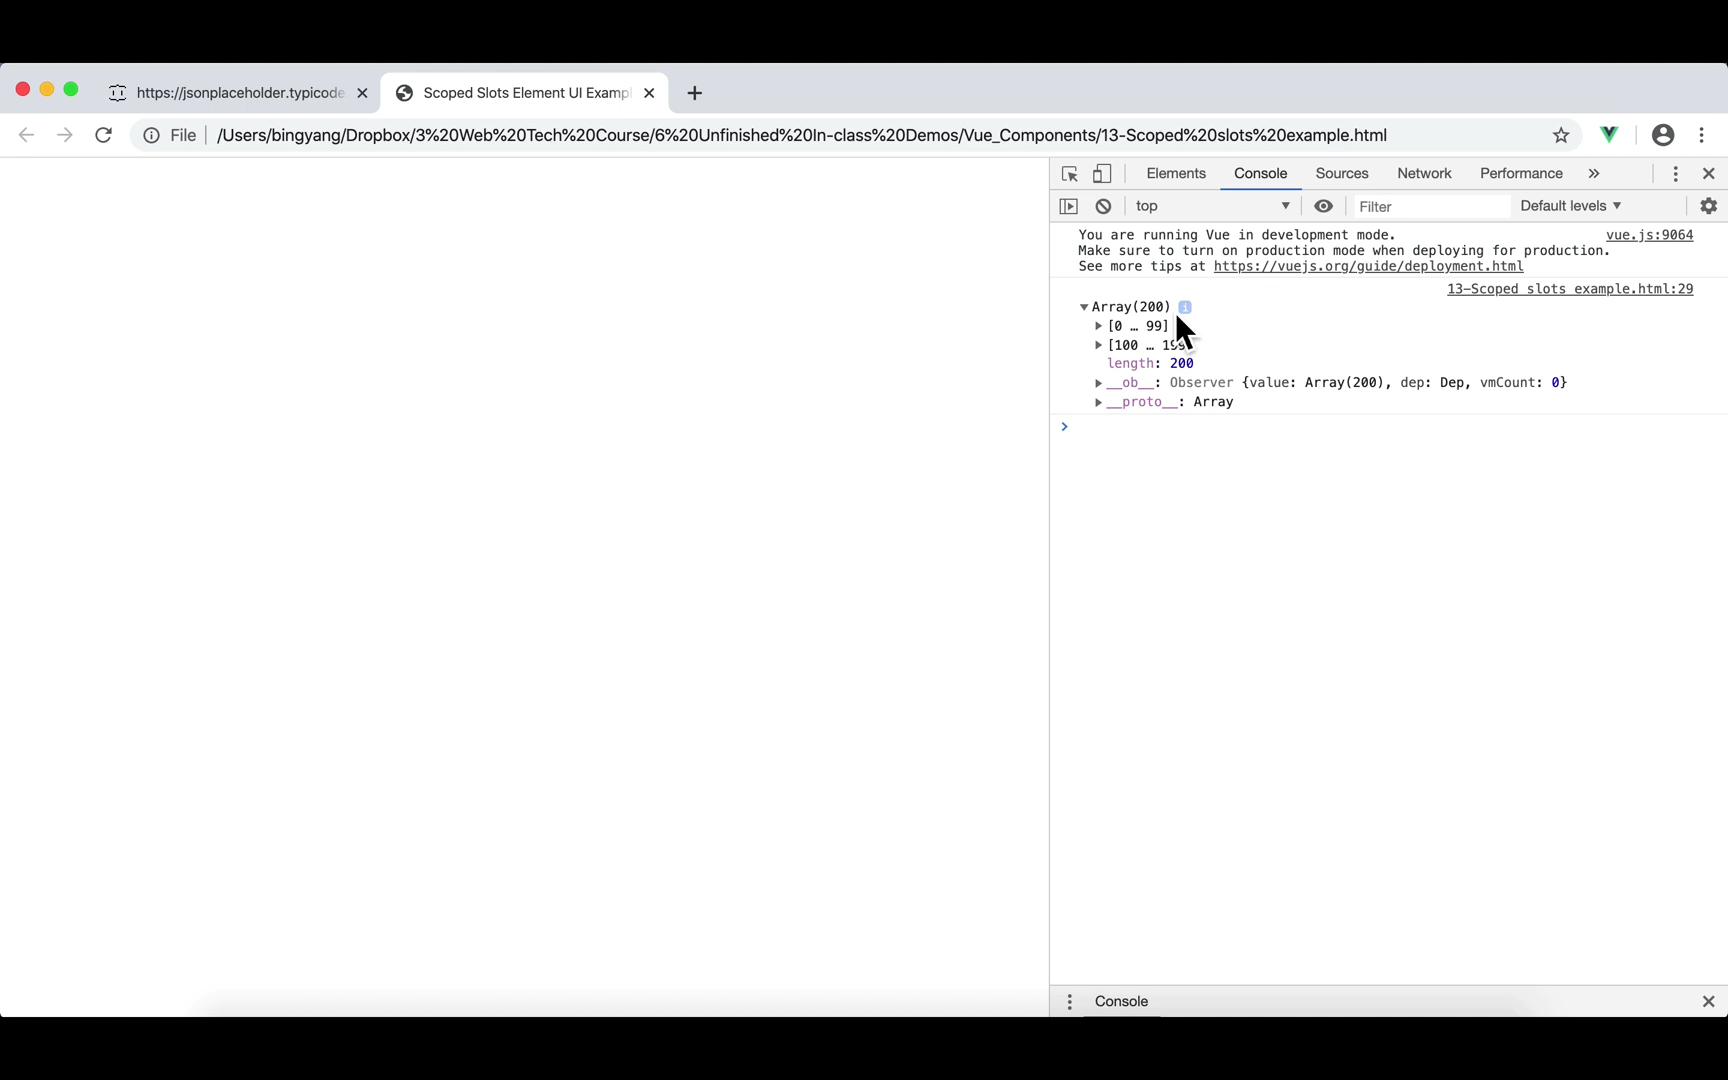 https://jsonplaceholder.typicode
Scoped Slots Element UI Exampl
File
/Users/bingyang/Dropbox/3%20Web%20Tech%20Course/6%20Unfinished%20In-class%20Demos/Vue_Components/13-Scoped%20slots%20example.html
Elements Console Sources Network Performance »
top Filter Default levels
You are running Vue in development mode. vue.js:9064
Make sure to turn on production mode when deploying for production.
See more tips at https://vuejs.org/guide/deployment.html
13-Scoped slots example.html:29
Array(200) i
[0 … 99]
[100 … 199]
length: 200
__ob__: Observer {value: Array(200), dep: Dep, vmCount: 0}
__proto__: Array
Console